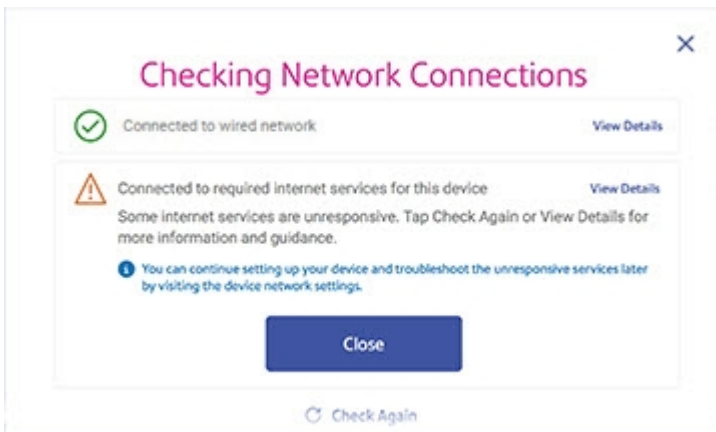 Checking Network Connections
Connected to wired network View Details
Connected to required internet services for this device View Details
Some internet services are unresponsive. Tap Check Again or View Details for
more information and guidance.
You can continue setting up your device and troubleshoot the unresponsive services later
by visiting the device network settings.
Close
Check Again